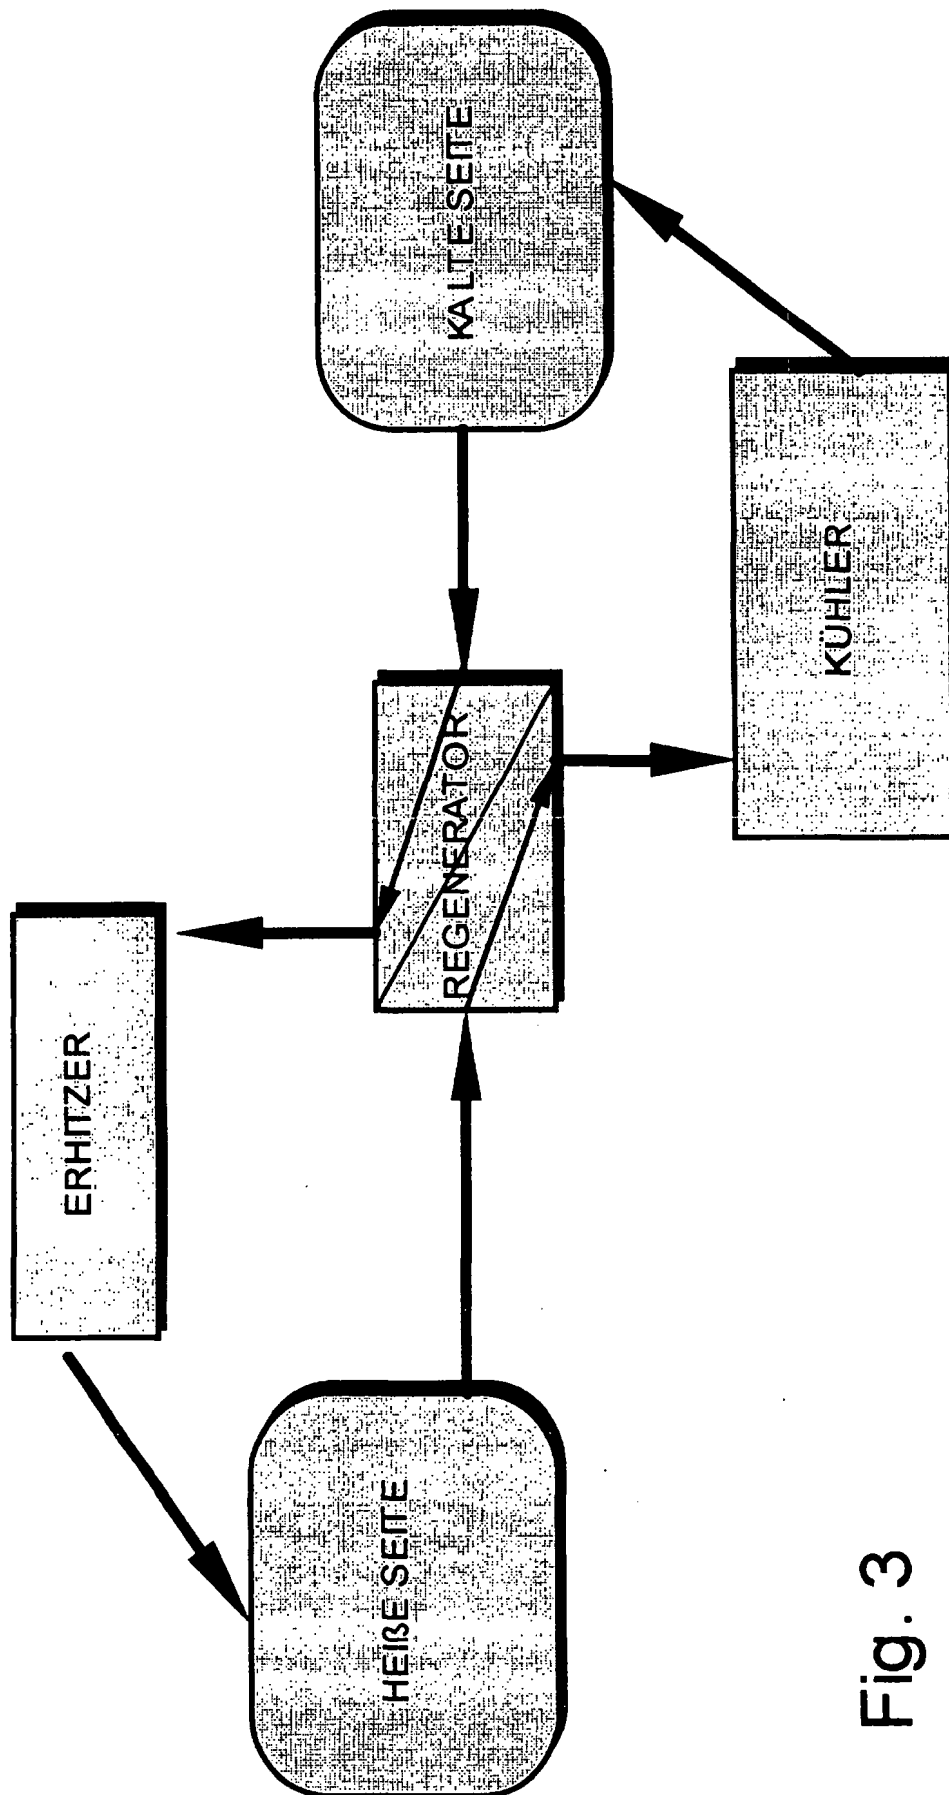 ERHITZER
HEIßE SEITE
REGENERATOR
KALTE SEITE
KÜHLER
Fig. 3